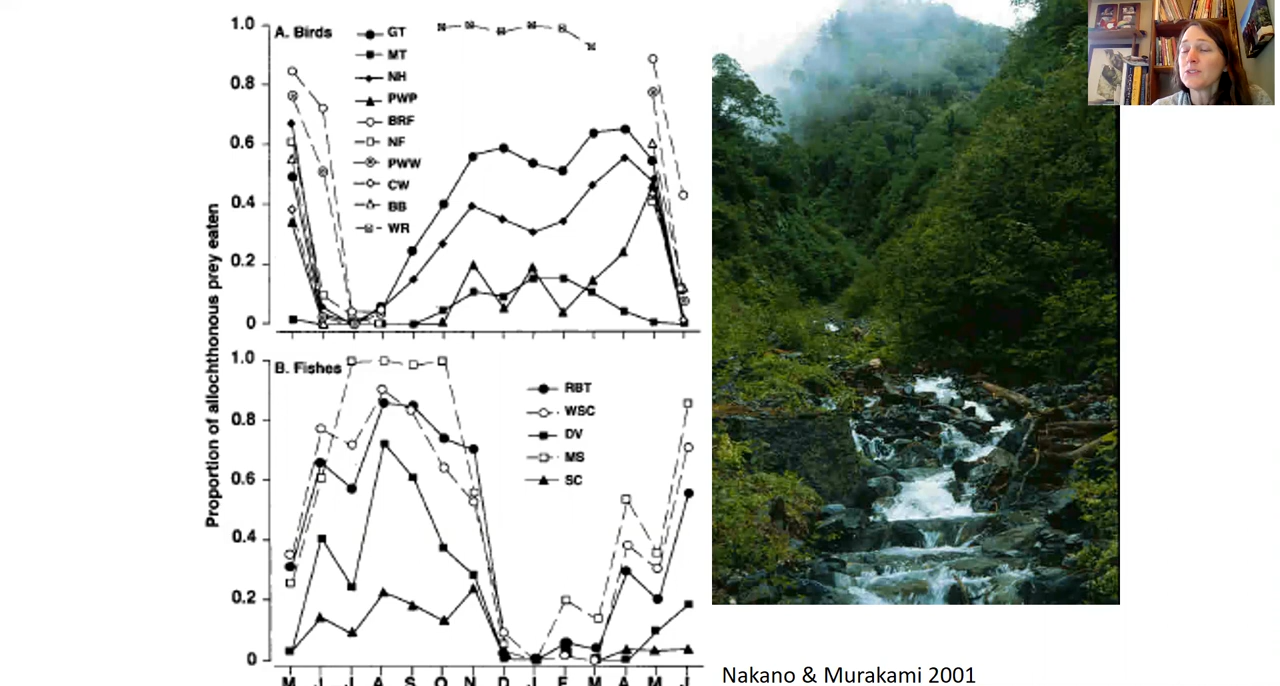 A. Birds
GT
MT
NH
PWP
BRF
NF
PWW
CW
BB
WR
1.0
0.8
0.6
0.4
0.2
0
Proportion of allochthonous prey eaten
B. Fishes
RBT
WSC
DV
MS
SC
1.0
0.8
0.6
0.4
0.2
0
M J J A S O N D J F M A M J
Nakano & Murakami 2001